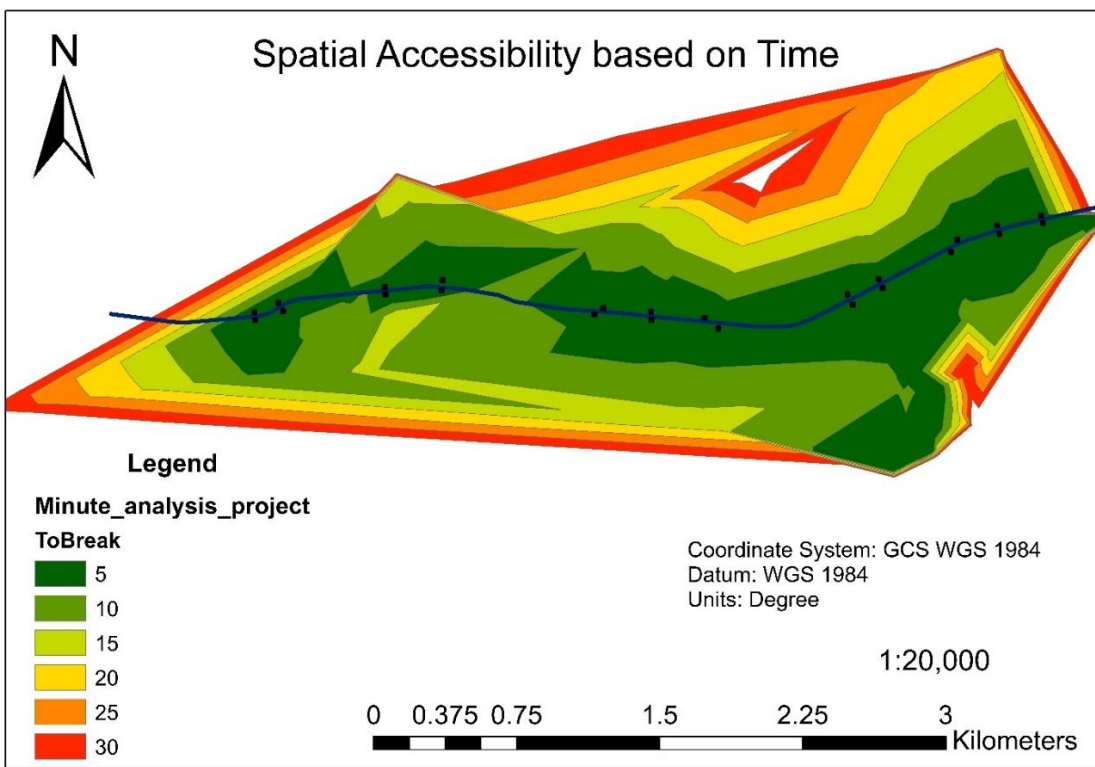 N
Spatial Accessibility based on Time
Legend
Minute_analysis_project
ToBreak
5
10
15
20
25
30
Coordinate System: GCS WGS 1984
Datum: WGS 1984
Units: Degree
1:20,000
0 0.375 0.75 1.5 2.25 3
Kilometers